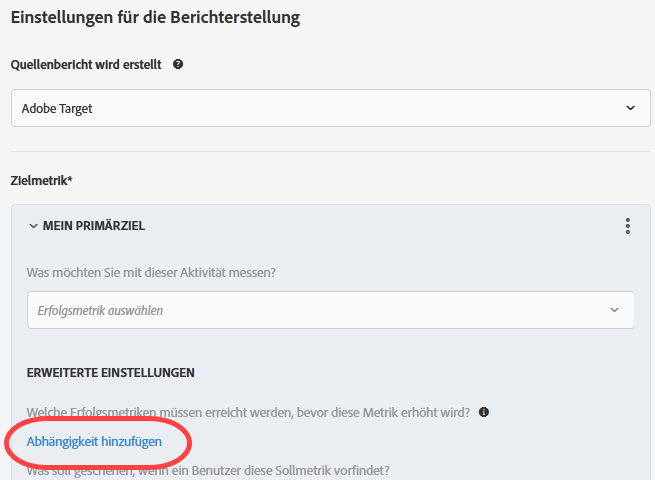 Einstellungen für die Berichterstellung
Quellenbericht wird erstellt
Adobe Target
Zielmetrik*
MEIN PRIMÄRZIEL
Was möchten Sie mit dieser Aktivität messen?
Erfolgsmetrik auswählen
ERWEITERTE EINSTELLUNGEN
Welche Erfolgsmetriken müssen erreicht werden, bevor diese Metrik erhöht wird?
Abhängigkeit hinzufügen
Was soll geschehen, wenn ein Benutzer diese Sollmetrik vorfindet?